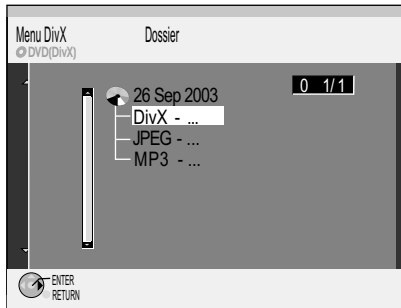 Menu DivX Dossier
DVD(DivX)
0 1/1
26 Sep 2003
DivX - ...
JPEG - ...
MP3 - ...
ENTER
RETURN